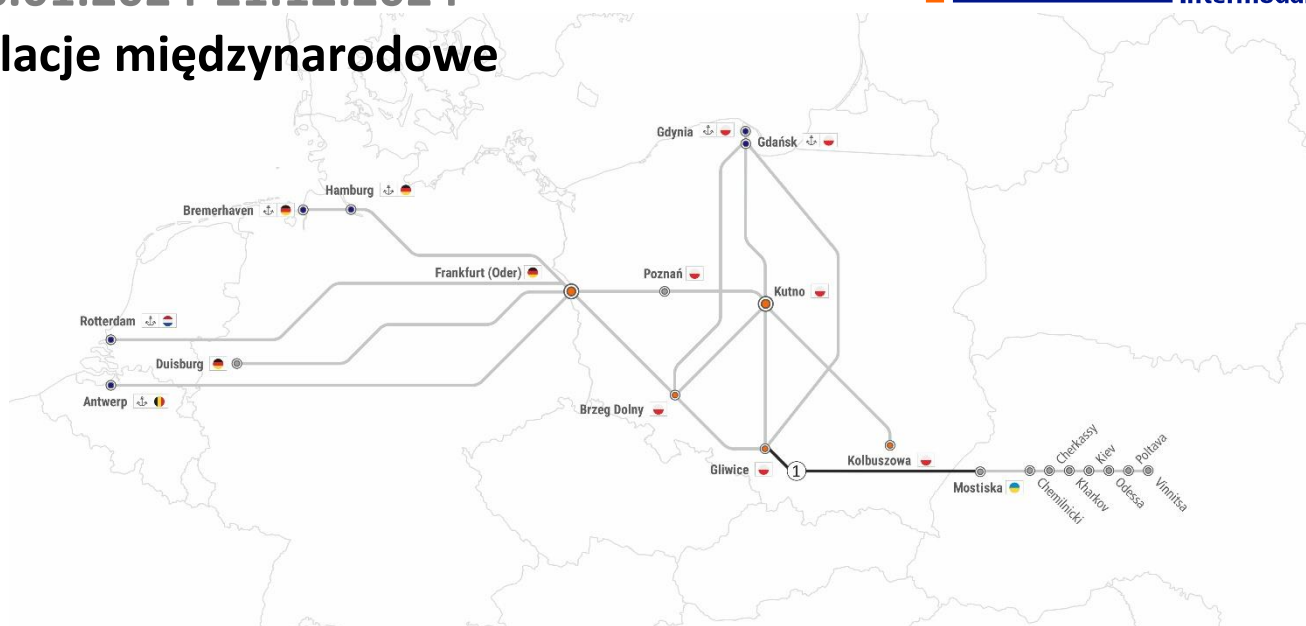 lacje międzynarodowe
Gdynia
Gdańsk
Hamburg
Bremerhaven
Frankfurt (Oder)
Poznań
Kutno
Rotterdam
Duisburg
Antwerp
Brzeg Dolny
Gliwice
1
Kolbuszowa
Mostiska
Chemilnicki
Cherkassy
Kharkov
Kiev
Odessa
Poltava
Vinnitsa